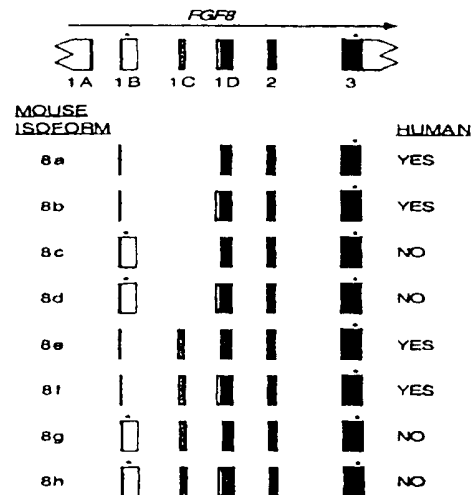 FGF8
1A 1B 1C 1D 2 3
MOUSE
ISOFORM HUMAN
8a YES
8b YES
8c NO
8d NO
8e YES
8f YES
8g NO
8h NO